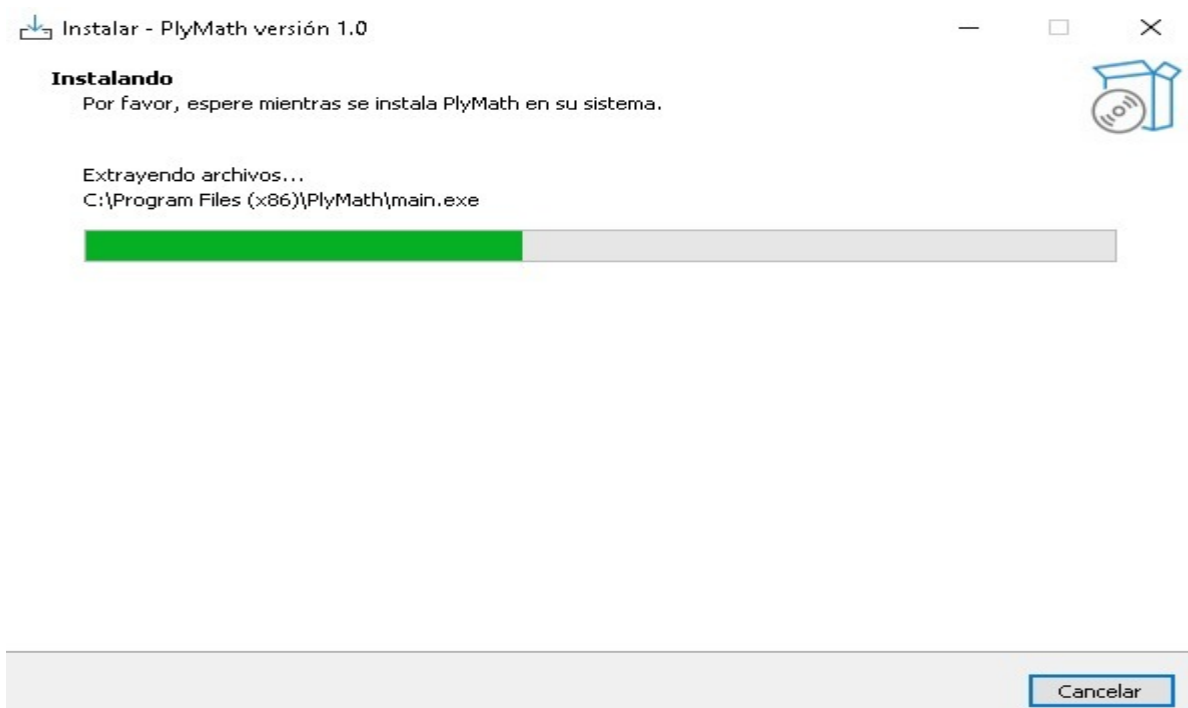 Instalar - PlyMath versión 1.0
Instalando
Por favor, espere mientras se instala PlyMath en su sistema.
Extrayendo archivos...
C:\Program Files (x86)\PlyMath\main.exe
Cancelar